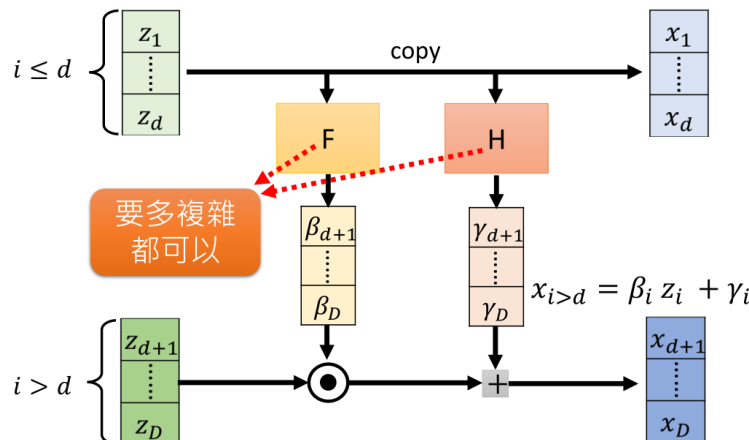 i ≤ d
z_1
⋮
z_d
copy
x_1
⋮
x_d
F
H
要多複雜
都可以
β_{d+1}
⋮
β_D
γ_{d+1}
⋮
γ_D
x_{i>d} = β_i z_i + γ_i
i > d
z_{d+1}
⋮
z_D
+
x_{d+1}
⋮
x_D